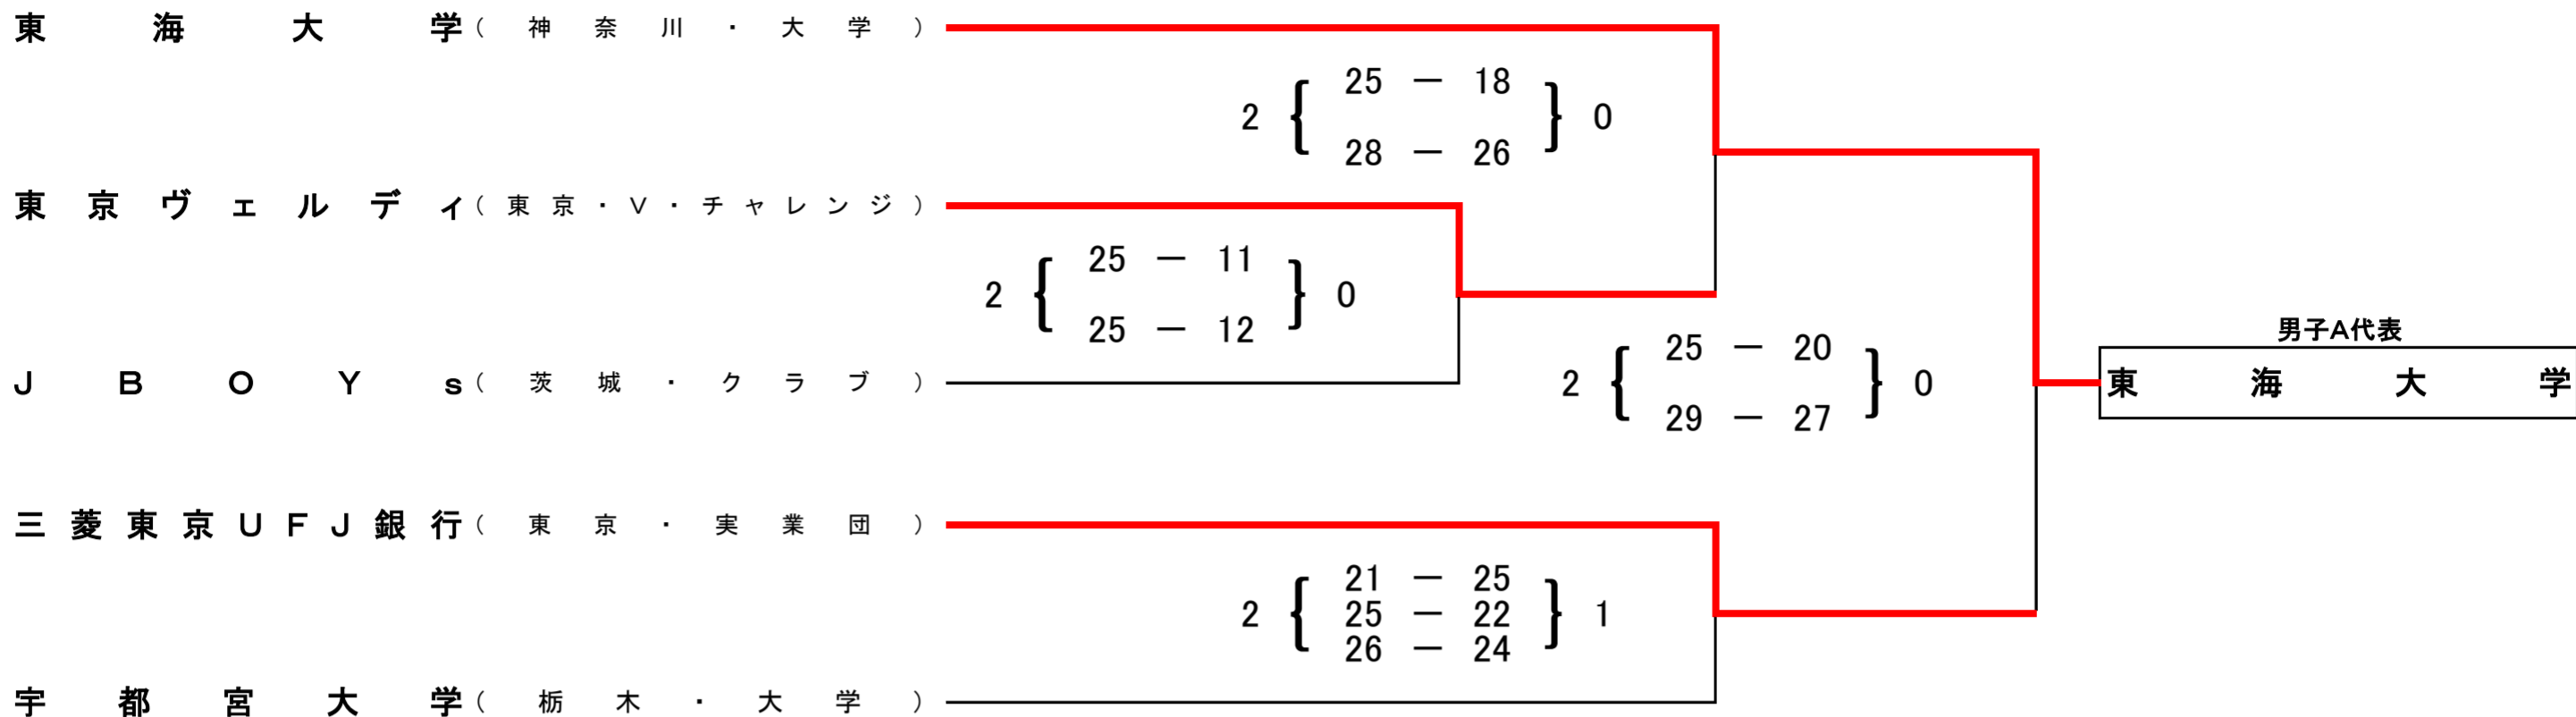 東海大学(神奈川・大学)
25 － 18
2 { } 0
28 － 26
東京ヴェルディ(東京・V・チャレンジ)
25 － 11
2 { } 0
25 － 12
男子A代表
東海大学
25 － 20
JBOYs(茨城・クラブ)
2 { } 0
29 － 27
三菱東京UFJ銀行(東京・実業団)
21 － 25
2 { 25 － 22 } 1
26 － 24
宇都宮大学(栃木・大学)